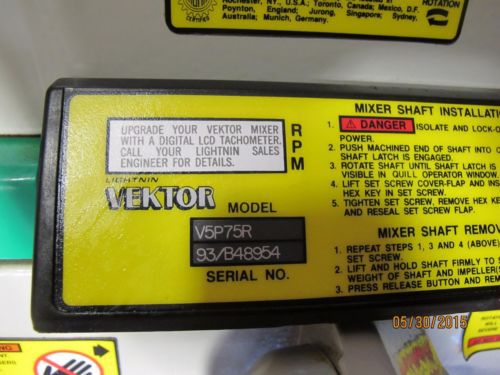 Rochester, NY., U.S.A.; Toronto, Canada; Mexico, D.F.
Poynton, England; Jurong, Singapore; Sydney,
Australia; Munich, Germany.
ROTATION
CERTIFIED
UPGRADE YOUR VEKTOR MIXER
WITH A DIGITAL LCD TACHOMETER.
CALL YOUR LIGHTNIN SALES
ENGINEER FOR DETAILS.
RPM
LIGHTNIN
VEKTOR
MODEL
V5P75R
93/B48954
SERIAL NO.
MIXER SHAFT INSTALLATIO
1. DANGER ISOLATE AND LOCK-O
POWER.
2. PUSH MACHINED END OF SHAFT INTO
SHAFT LATCH IS ENGAGED.
3. ROTATE SHAFT UNTIL SHAFT LATCH I
VISIBLE IN QUILL OPERATOR WINDOW.
4. LIFT SET SCREW COVER-FLAP AND INS
HEX KEY IN SET SCREW.
5. TIGHTEN SET SCREW, REMOVE HEX KE
AND RESEAL SET SCREW FLAP.
MIXER SHAFT REMOV
1. REPEAT STEPS 1, 3 AND 4 (ABOVE)
SET SCREW.
2. LIFT AND HOLD SHAFT FIRMLY TO S
WEIGHT OF SHAFT AND IMPELLER(S
3. PRESS RELEASE BUTTON AND REM
05/30/2015